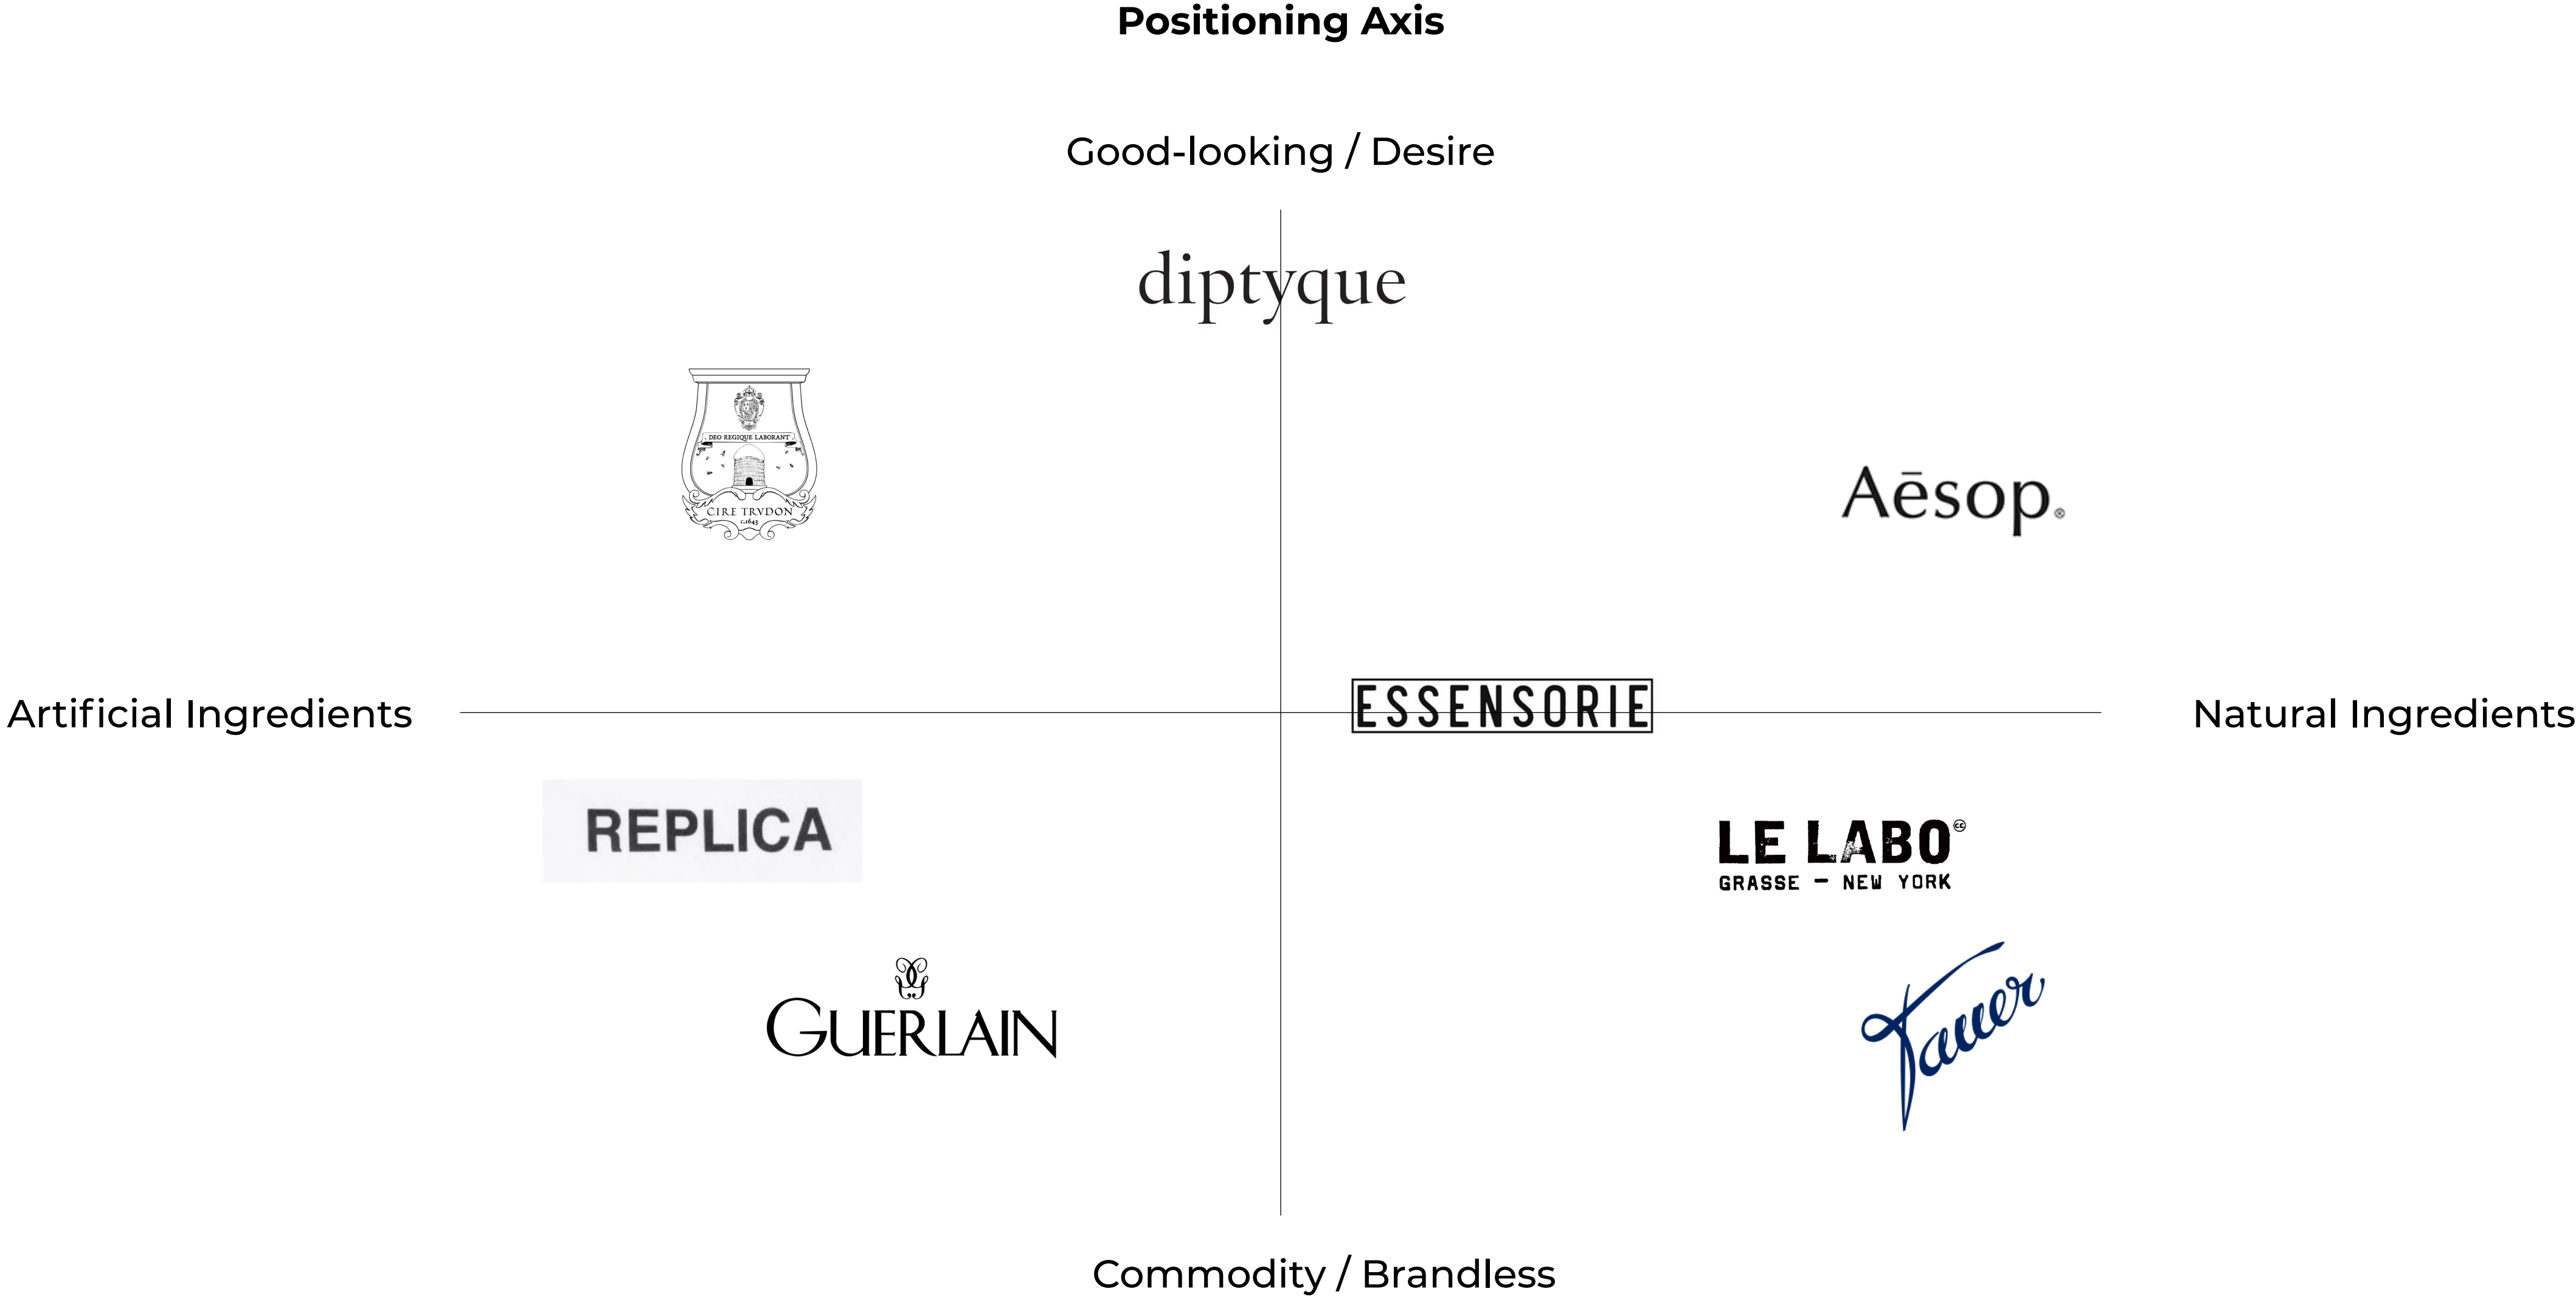 Positioning Axis
Good-looking / Desire
diptyque
DEO REGIQUE LABORANT
CIRE TRVDON
c.1643
Aēsop.®
Artificial Ingredients
ESSENSORIE
Natural Ingredients
REPLICA
LE LABO
GRASSE — NEW YORK
GUERLAIN
Tauer
Commodity / Brandless